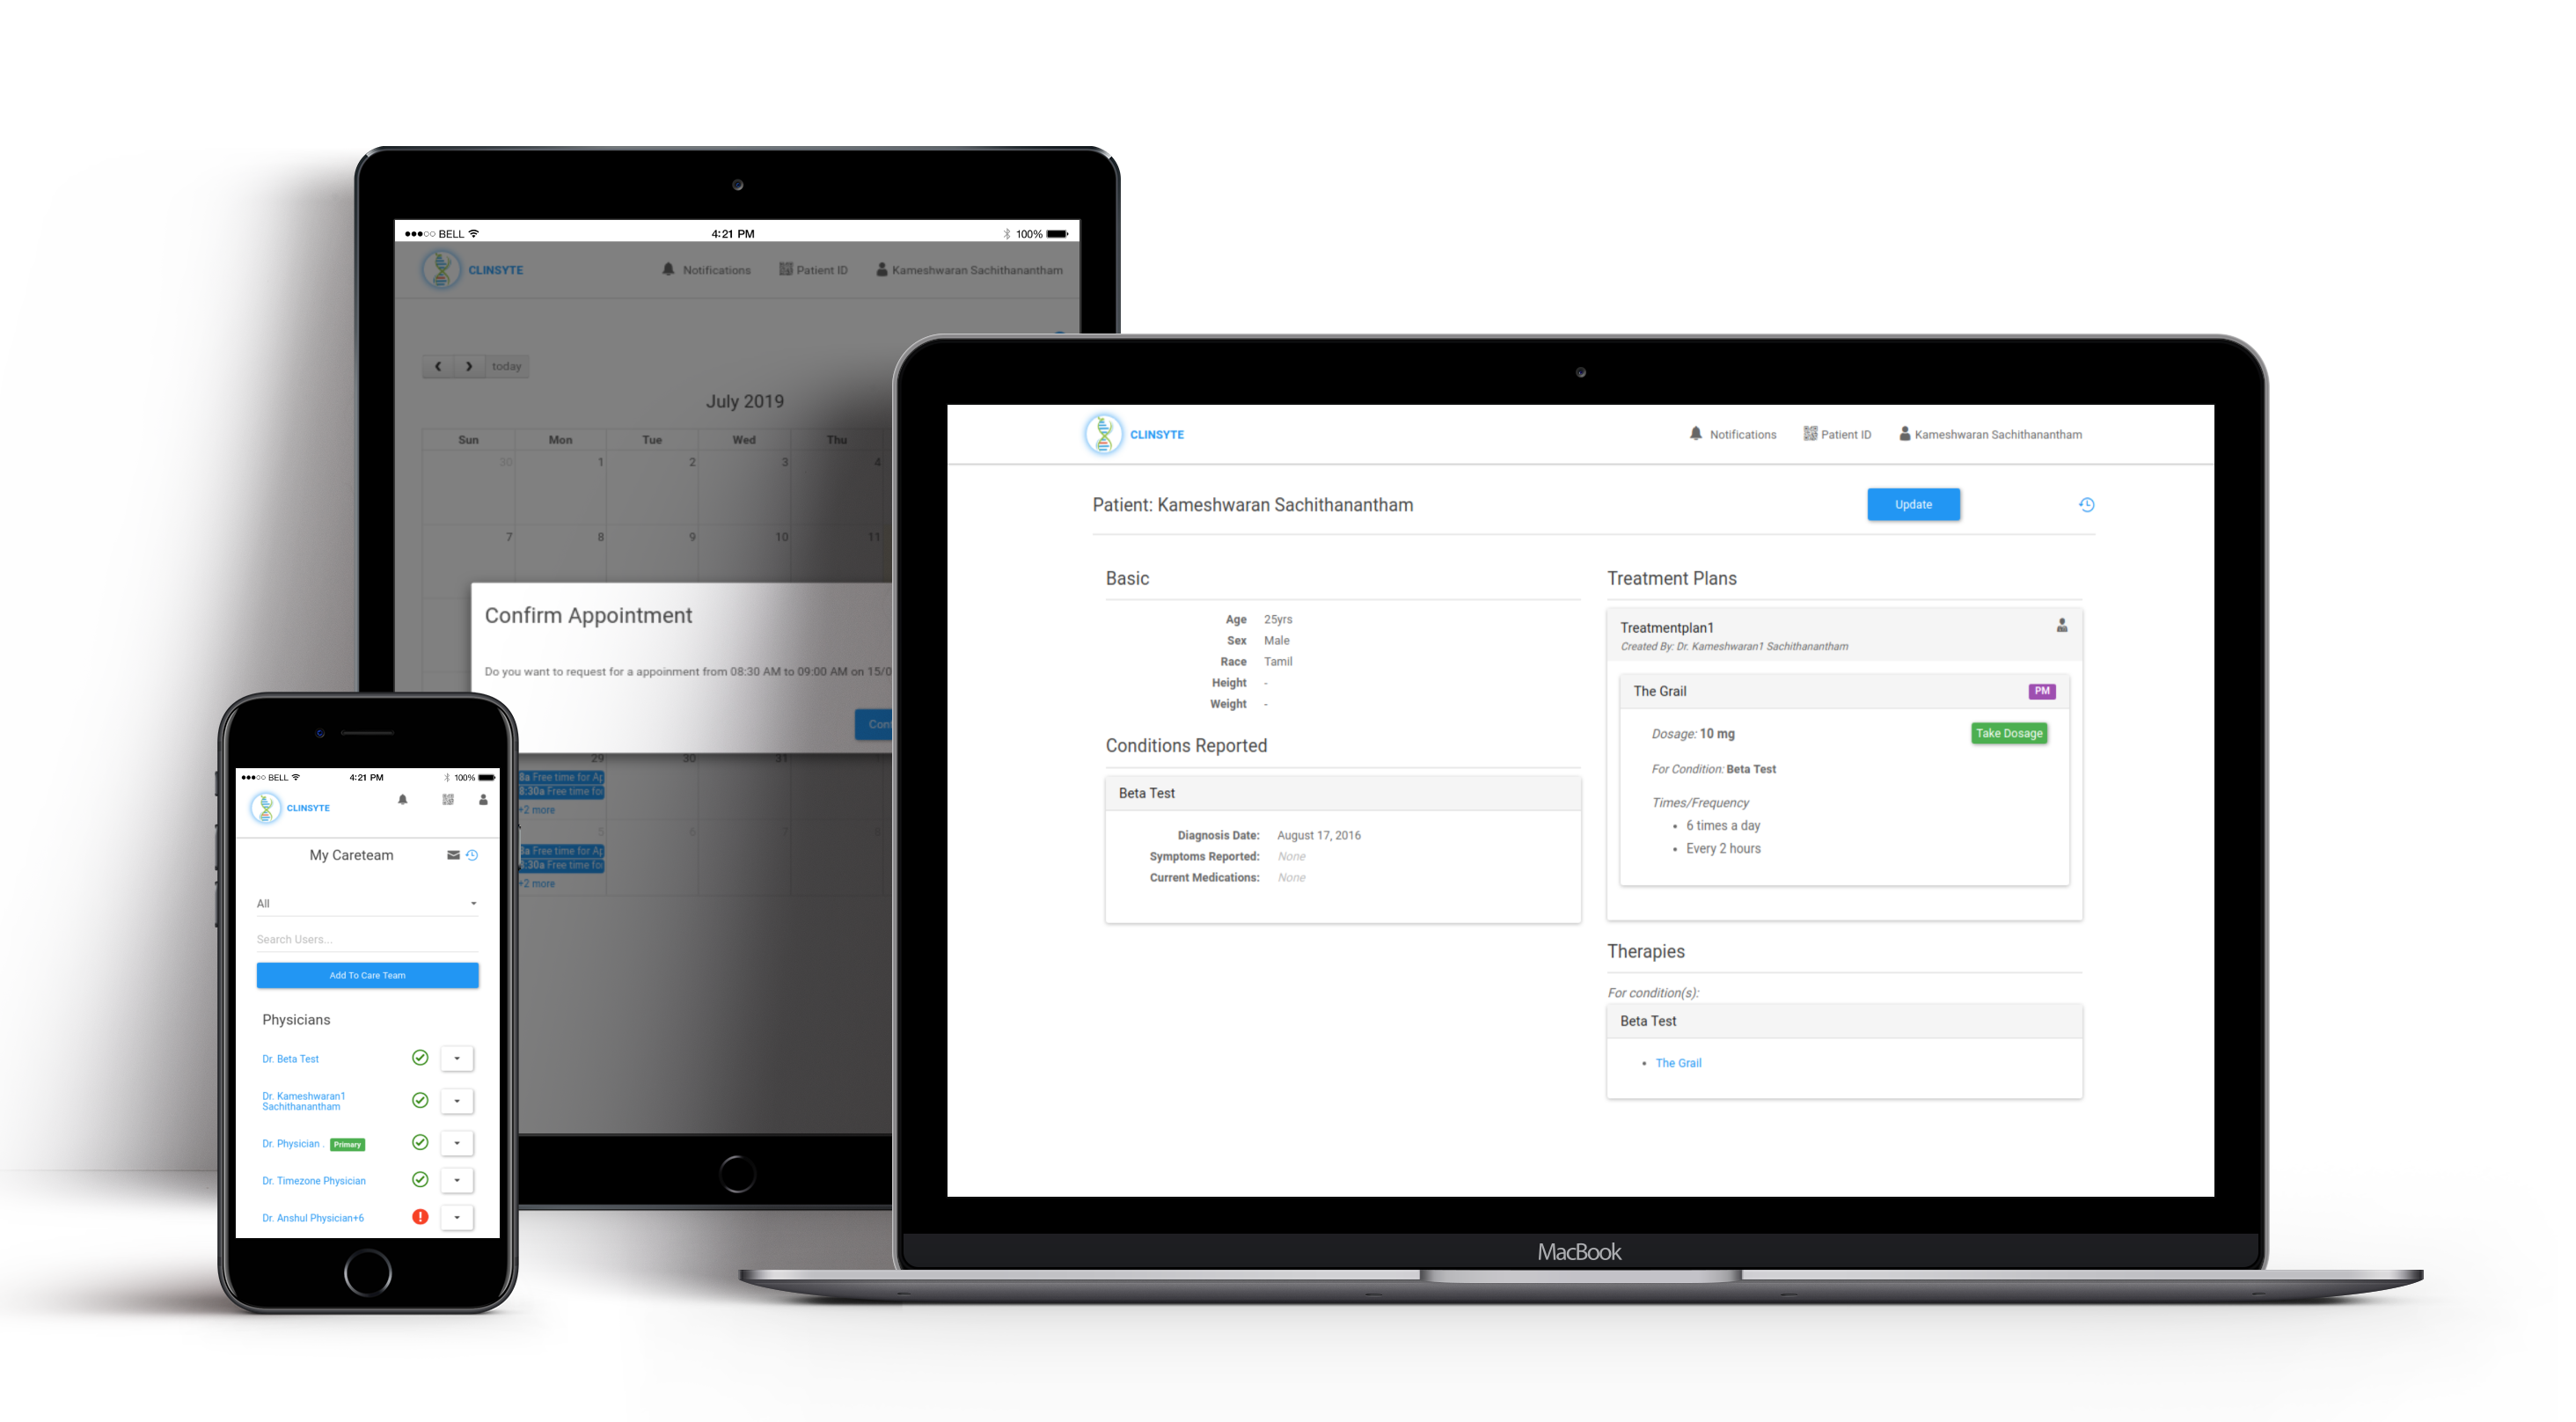 BELL
4:21 PM
100%
CLINSYTE
Notifications
Patient ID
Kameshwaran Sachithanantham
today
July 2019
Sun Mon Tue Wed Thu
30 1 2 3 4
7 8 9 10 11
Confirm Appointment
Do you want to request for a appoinment from 08:30 AM to 09:00 AM on 15/0
Conf
29 30 31
8a Free time for Ap
8:30a Free time fo
+2 more
5 6 7 8
8a Free time for Ap
8:30a Free time fo
+2 more
BELL
4:21 PM
100%
CLINSYTE
My Careteam
All
Search Users...
Add To Care Team
Physicians
Dr. Beta Test
Dr. Kameshwaran1
Sachithanantham
Dr. Physician . Primary
Dr. Timezone Physician
Dr. Anshul Physician+6
CLINSYTE
Notifications
Patient ID
Kameshwaran Sachithanantham
Patient: Kameshwaran Sachithanantham
Update
Basic
Age 25yrs
Sex Male
Race Tamil
Height -
Weight -
Conditions Reported
Beta Test
Diagnosis Date: August 17, 2016
Symptoms Reported: None
Current Medications: None
Treatment Plans
Treatmentplan1
Created By: Dr. Kameshwaran1 Sachithanantham
The Grail
PM
Dosage: 10 mg
Take Dosage
For Condition: Beta Test
Times/Frequency
• 6 times a day
• Every 2 hours
Therapies
For condition(s):
Beta Test
• The Grail
MacBook